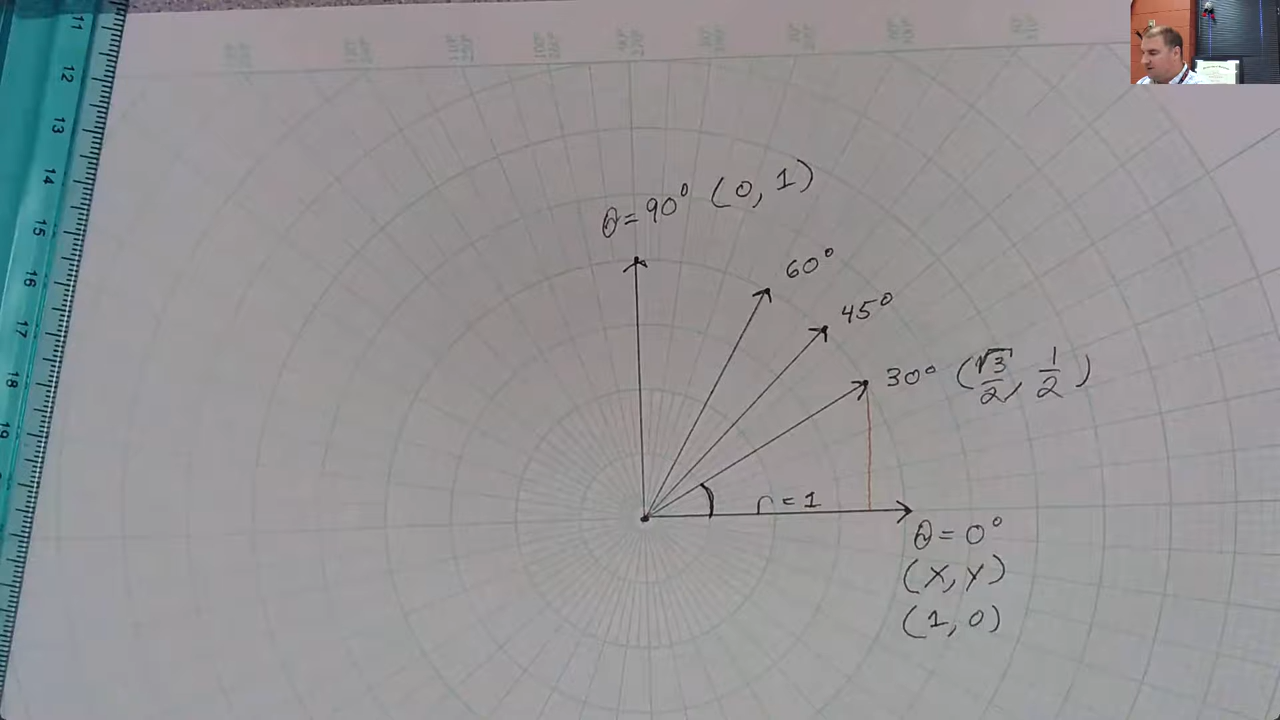 11
12
13
14
15
16
17
18
19
θ = 90° (0, 1)
60°
45°
30° (√3/2, 1/2)
r = 1
θ = 0°
(X, Y)
(1, 0)